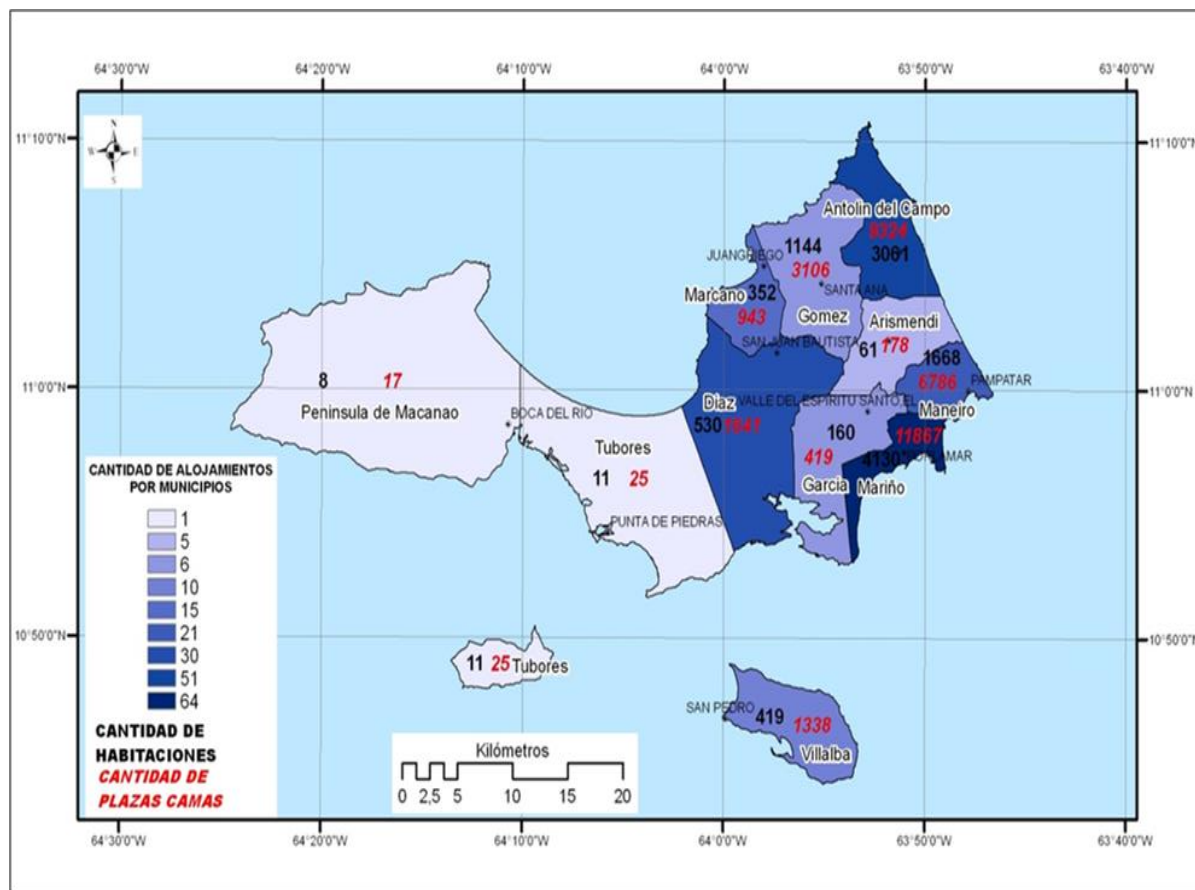 64°30'0"W 64°20'0"W 64°10'0"W 64°0'0"W 63°50'0"W 63°40'0"W
11°10'0"N 11°10'0"N
N
W E
S
Antolin del Campo
9324
3061
1144
JUANGRIEGO
3106
SANTA ANA
Marcano 352
943
Gomez
Arismendi
SAN JUAN BAUTISTA
61 178
1668
11°0'0"N 11°0'0"N
8 17
6786 PAMPATAR
Peninsula de Macanao
BOCA DEL RIO
Diaz VALLE DEL ESPIRITU SANTO,EL
Maneiro
530 1641
160
11867
419
4130
Tubores
11 25
Garcia
Mariño
PUNTA DE PIEDRAS
CANTIDAD DE ALOJAMIENTOS
POR MUNICIPIOS
1
5
6
10
15
21
30
51
64
CANTIDAD DE
HABITACIONES
CANTIDAD DE
PLAZAS CAMAS
10°50'0"N 10°50'0"N
11 25 Tubores
SAN PEDRO
419 1338
Villalba
Kilómetros
0 2,5 5 10 15 20
64°30'0"W 64°20'0"W 64°10'0"W 64°0'0"W 63°50'0"W 63°40'0"W